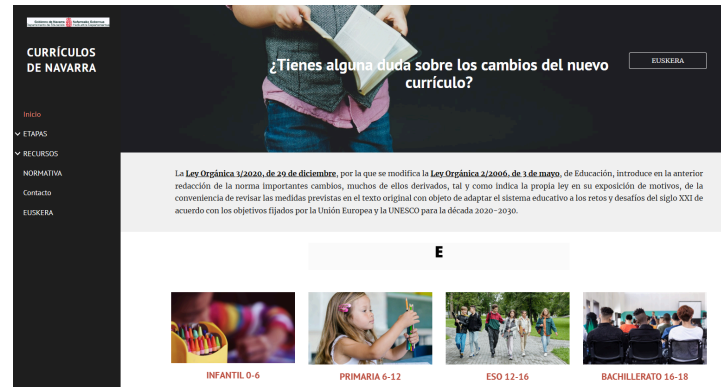 Gobierno de Navarra
CURRÍCULOS
DE NAVARRA
Inicio
ETAPAS
RECURSOS
NORMATIVA
Contacto
EUSKERA
¿Tienes alguna duda sobre los cambios del nuevo
currículo?
EUSKERA
La Ley Orgánica 3/2020, de 29 de diciembre, por la que se modifica la Ley Orgánica 2/2006, de 3 de mayo, de Educación, introduce en la anterior
redacción de la norma importantes cambios, muchos de ellos derivados, tal y como indica la propia ley en su exposición de motivos, de la
conveniencia de revisar las medidas previstas en el texto original con objeto de adaptar el sistema educativo a los retos y desafíos del siglo XXI de
acuerdo con los objetivos fijados por la Unión Europea y la UNESCO para la década 2020-2030.
E
INFANTIL 0-6
PRIMARIA 6-12
ESO 12-16
BACHILLERATO 16-18